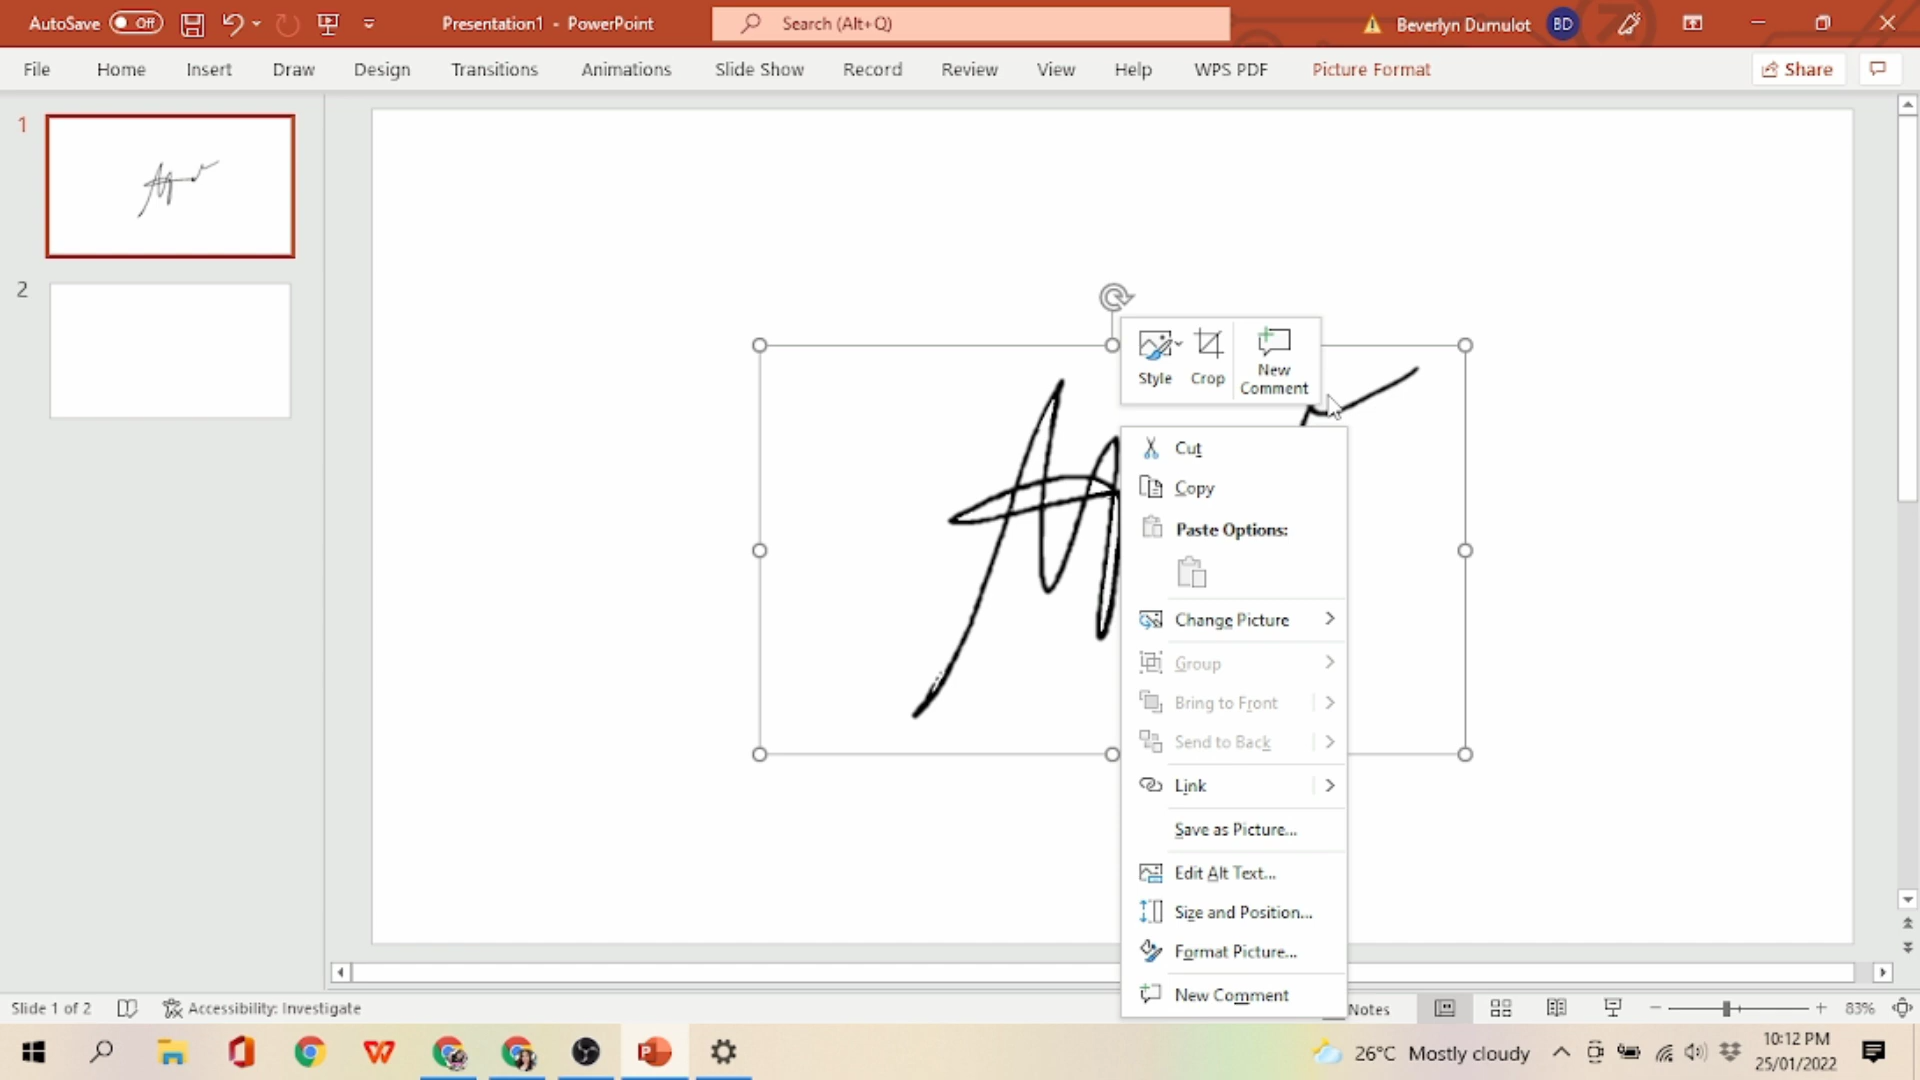 AutoSave Off Presentation1 - PowerPoint Search (Alt+Q) Beverlyn Dumulot BD
File Home Insert Draw Design Transitions Animations Slide Show Record Review View Help WPS PDF Picture Format Share
1
2
Style Crop New Comment
Cut
Copy
Paste Options:
Change Picture
Group
Bring to Front
Send to Back
Link
Save as Picture...
Edit Alt Text...
Size and Position...
Format Picture...
New Comment
Slide 1 of 2 Accessibility: Investigate Notes 83%
26°C Mostly cloudy 10:12 PM
25/01/2022